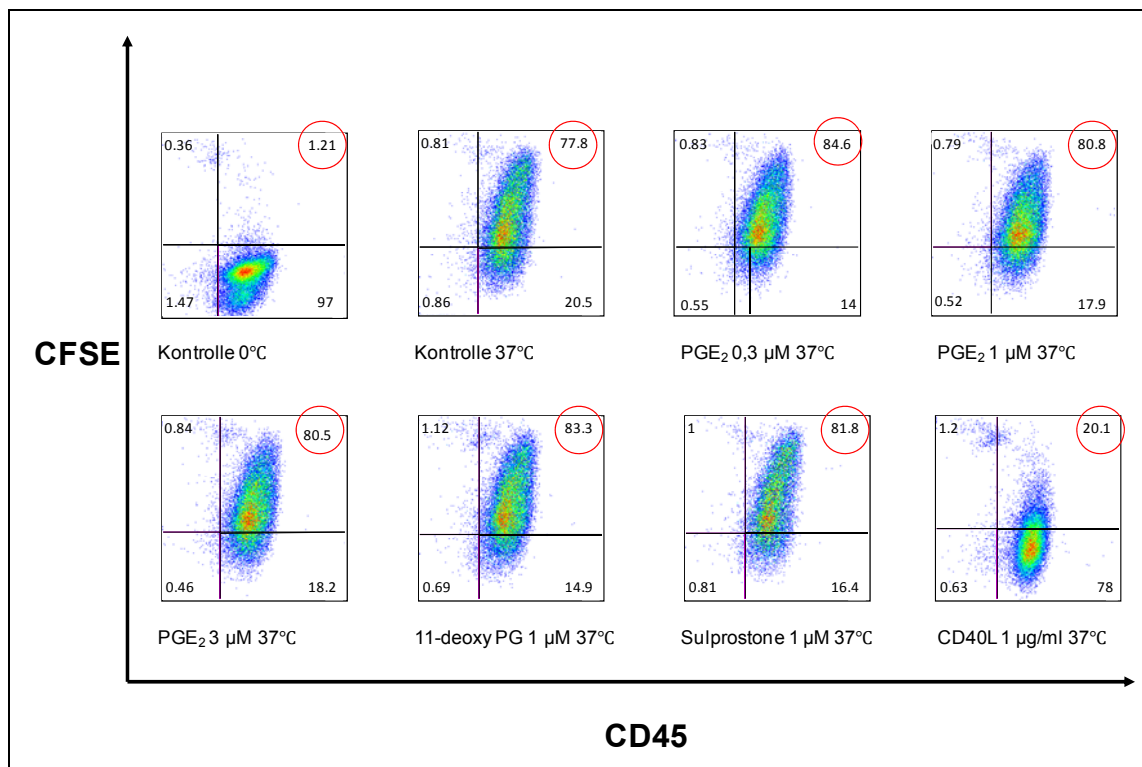 0.36 1.21 0.81 77.8 0.83 84.6 0.79 80.8
1.47 97 0.86 20.5 0.55 14 0.52 17.9
CFSE
Kontrolle 0℃ Kontrolle 37℃ PGE₂ 0,3 µM 37℃ PGE₂ 1 µM 37℃
0.84 80.5 1.12 83.3 1 81.8 1.2 20.1
0.46 18.2 0.69 14.9 0.81 16.4 0.63 78
PGE₂ 3 µM 37℃ 11-deoxy PG 1 µM 37℃ Sulprostone 1 µM 37℃ CD40L 1 µg/ml 37℃
CD45